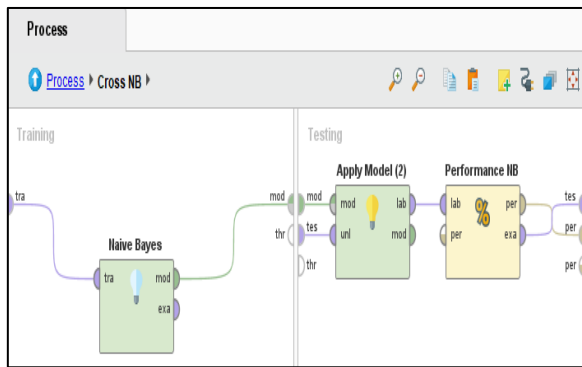 Process
Process Cross NB
Training
Testing
tra
mod
thr
Naive Bayes
tra
mod
exa
mod
tes
thr
Apply Model (2)
mod
unl
lab
mod
Performance NB
lab
per
per
exa
tes
per
per